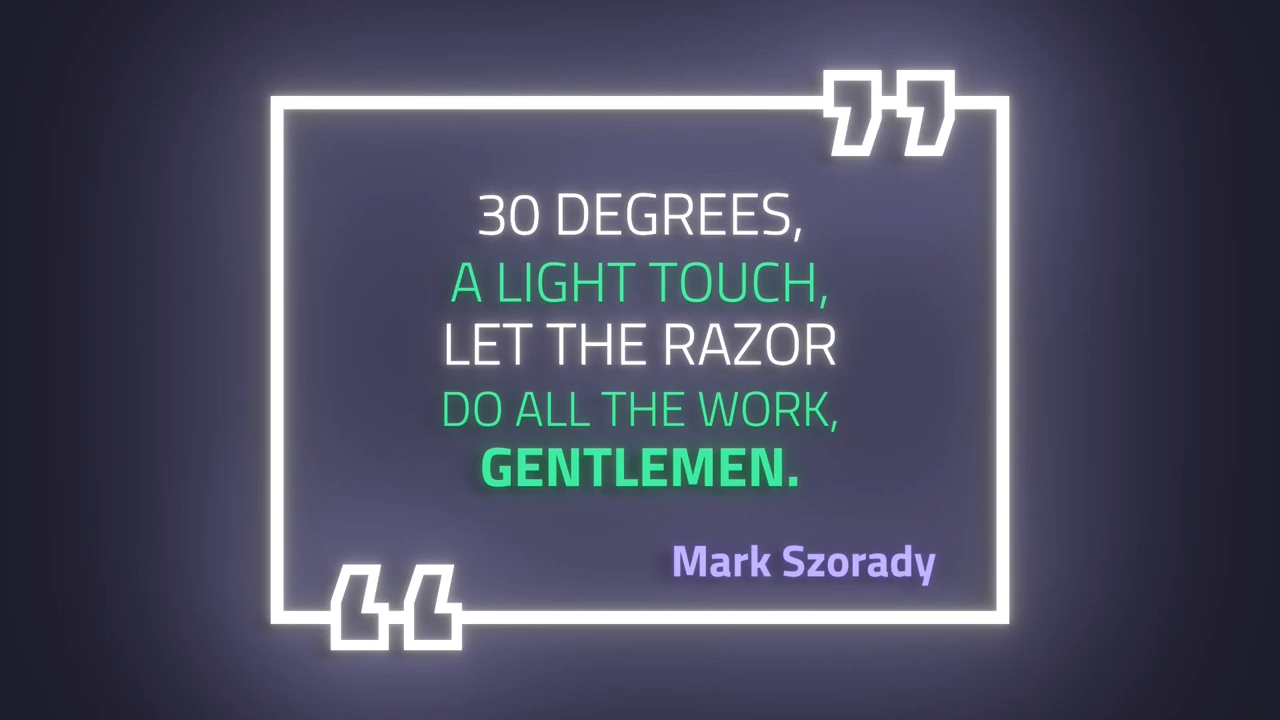 30 DEGREES,
A LIGHT TOUCH,
LET THE RAZOR
DO ALL THE WORK,
GENTLEMEN.
Mark Szorady